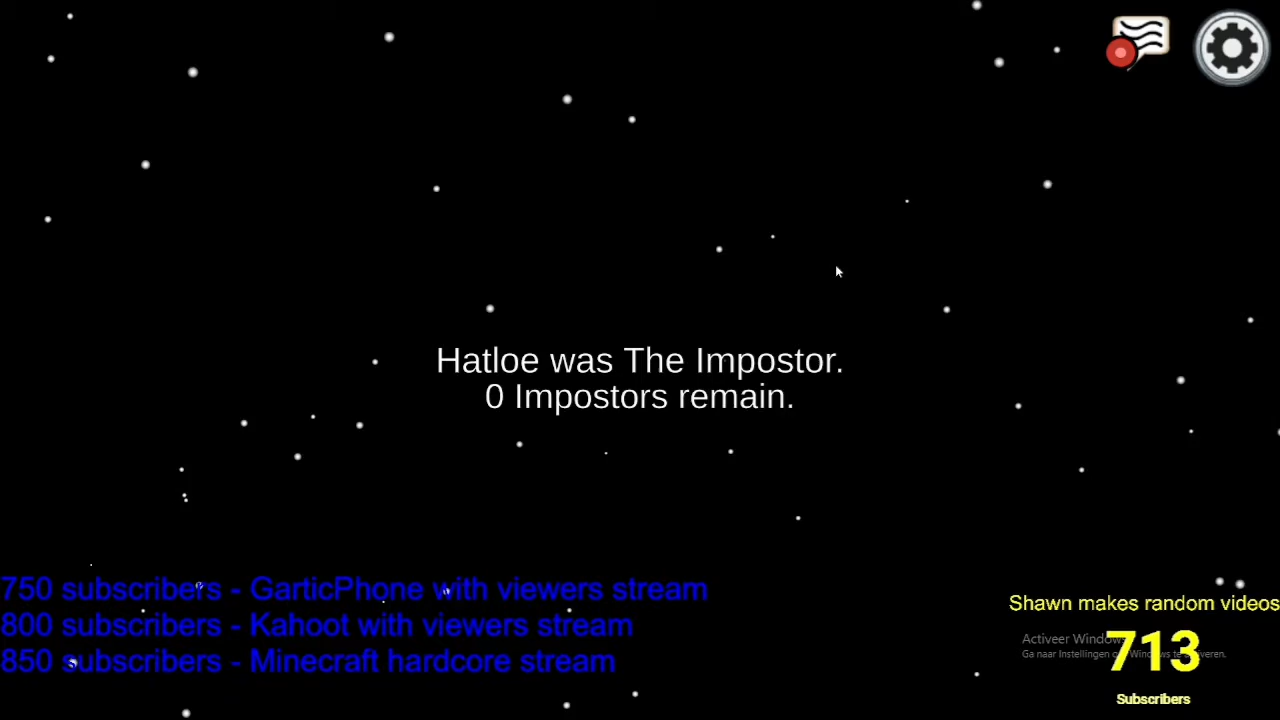 Hatloe was The Impostor.
0 Impostors remain.
750 subscribers - GarticPhone with viewers stream
800 subscribers - Kahoot with viewers stream
850 subscribers - Minecraft hardcore stream
Shawn makes random videos
Activeer Windows
Ga naar Instellingen Windows te activeren.
713
Subscribers